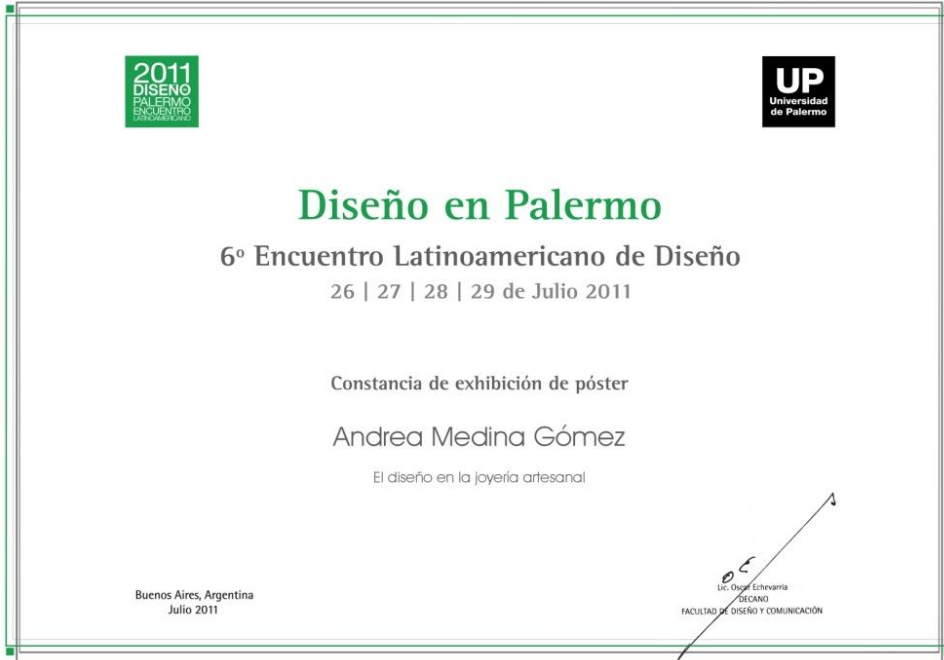 2011
DISEÑO
PALERMO
ENCUENTRO
LATINOAMERICANO
UP
Universidad
de Palermo
Diseño en Palermo
6º Encuentro Latinoamericano de Diseño
26 | 27 | 28 | 29 de Julio 2011
Constancia de exhibición de póster
Andrea Medina Gómez
El diseño en la joyería artesanal
Buenos Aires, Argentina
Julio 2011
Lic. Oscar Echevarria
DECANO
FACULTAD DE DISEÑO Y COMUNICACIÓN